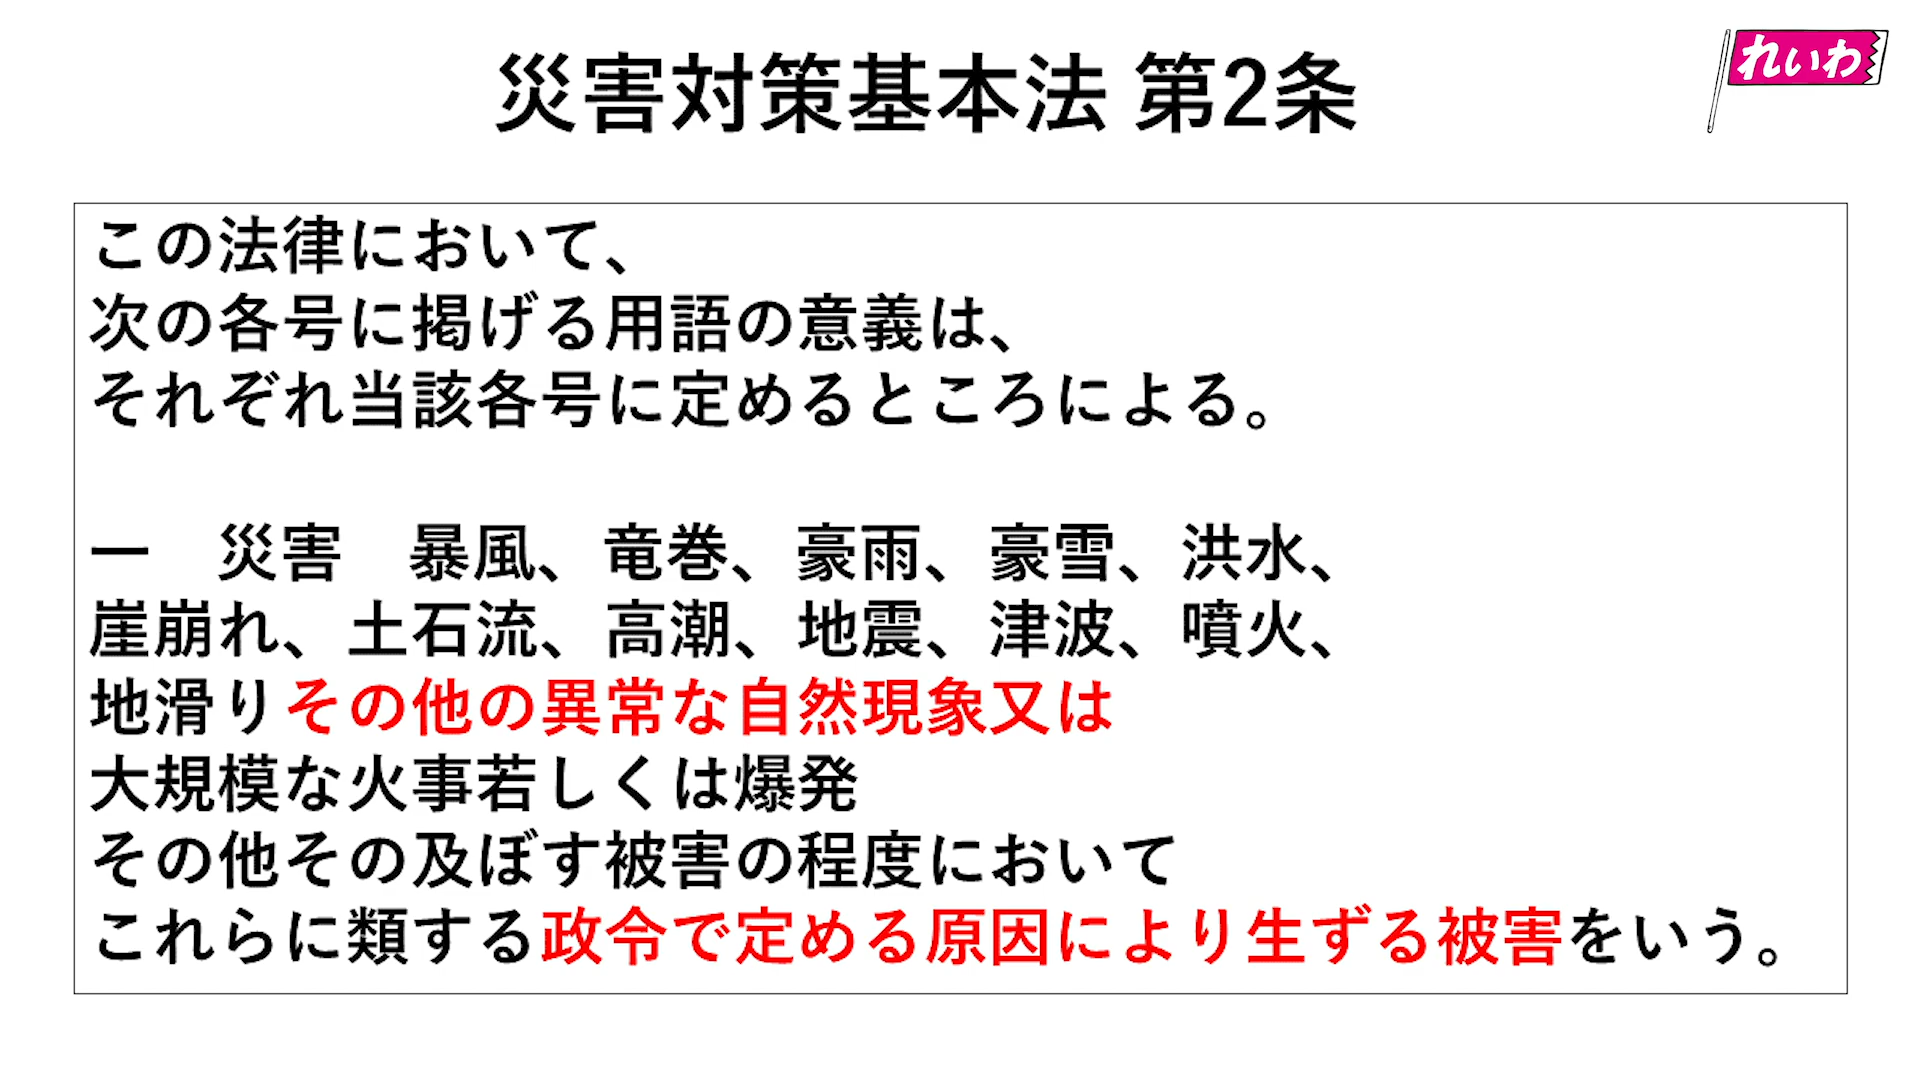 災害対策基本法 第2条
れいわ
この法律において、
次の各号に掲げる用語の意義は、
それぞれ当該各号に定めるところによる。
一　災害　暴風、竜巻、豪雨、豪雪、洪水、
崖崩れ、土石流、高潮、地震、津波、噴火、
地滑りその他の異常な自然現象又は
大規模な火事若しくは爆発
その他その及ぼす被害の程度において
これらに類する政令で定める原因により生ずる被害をいう。